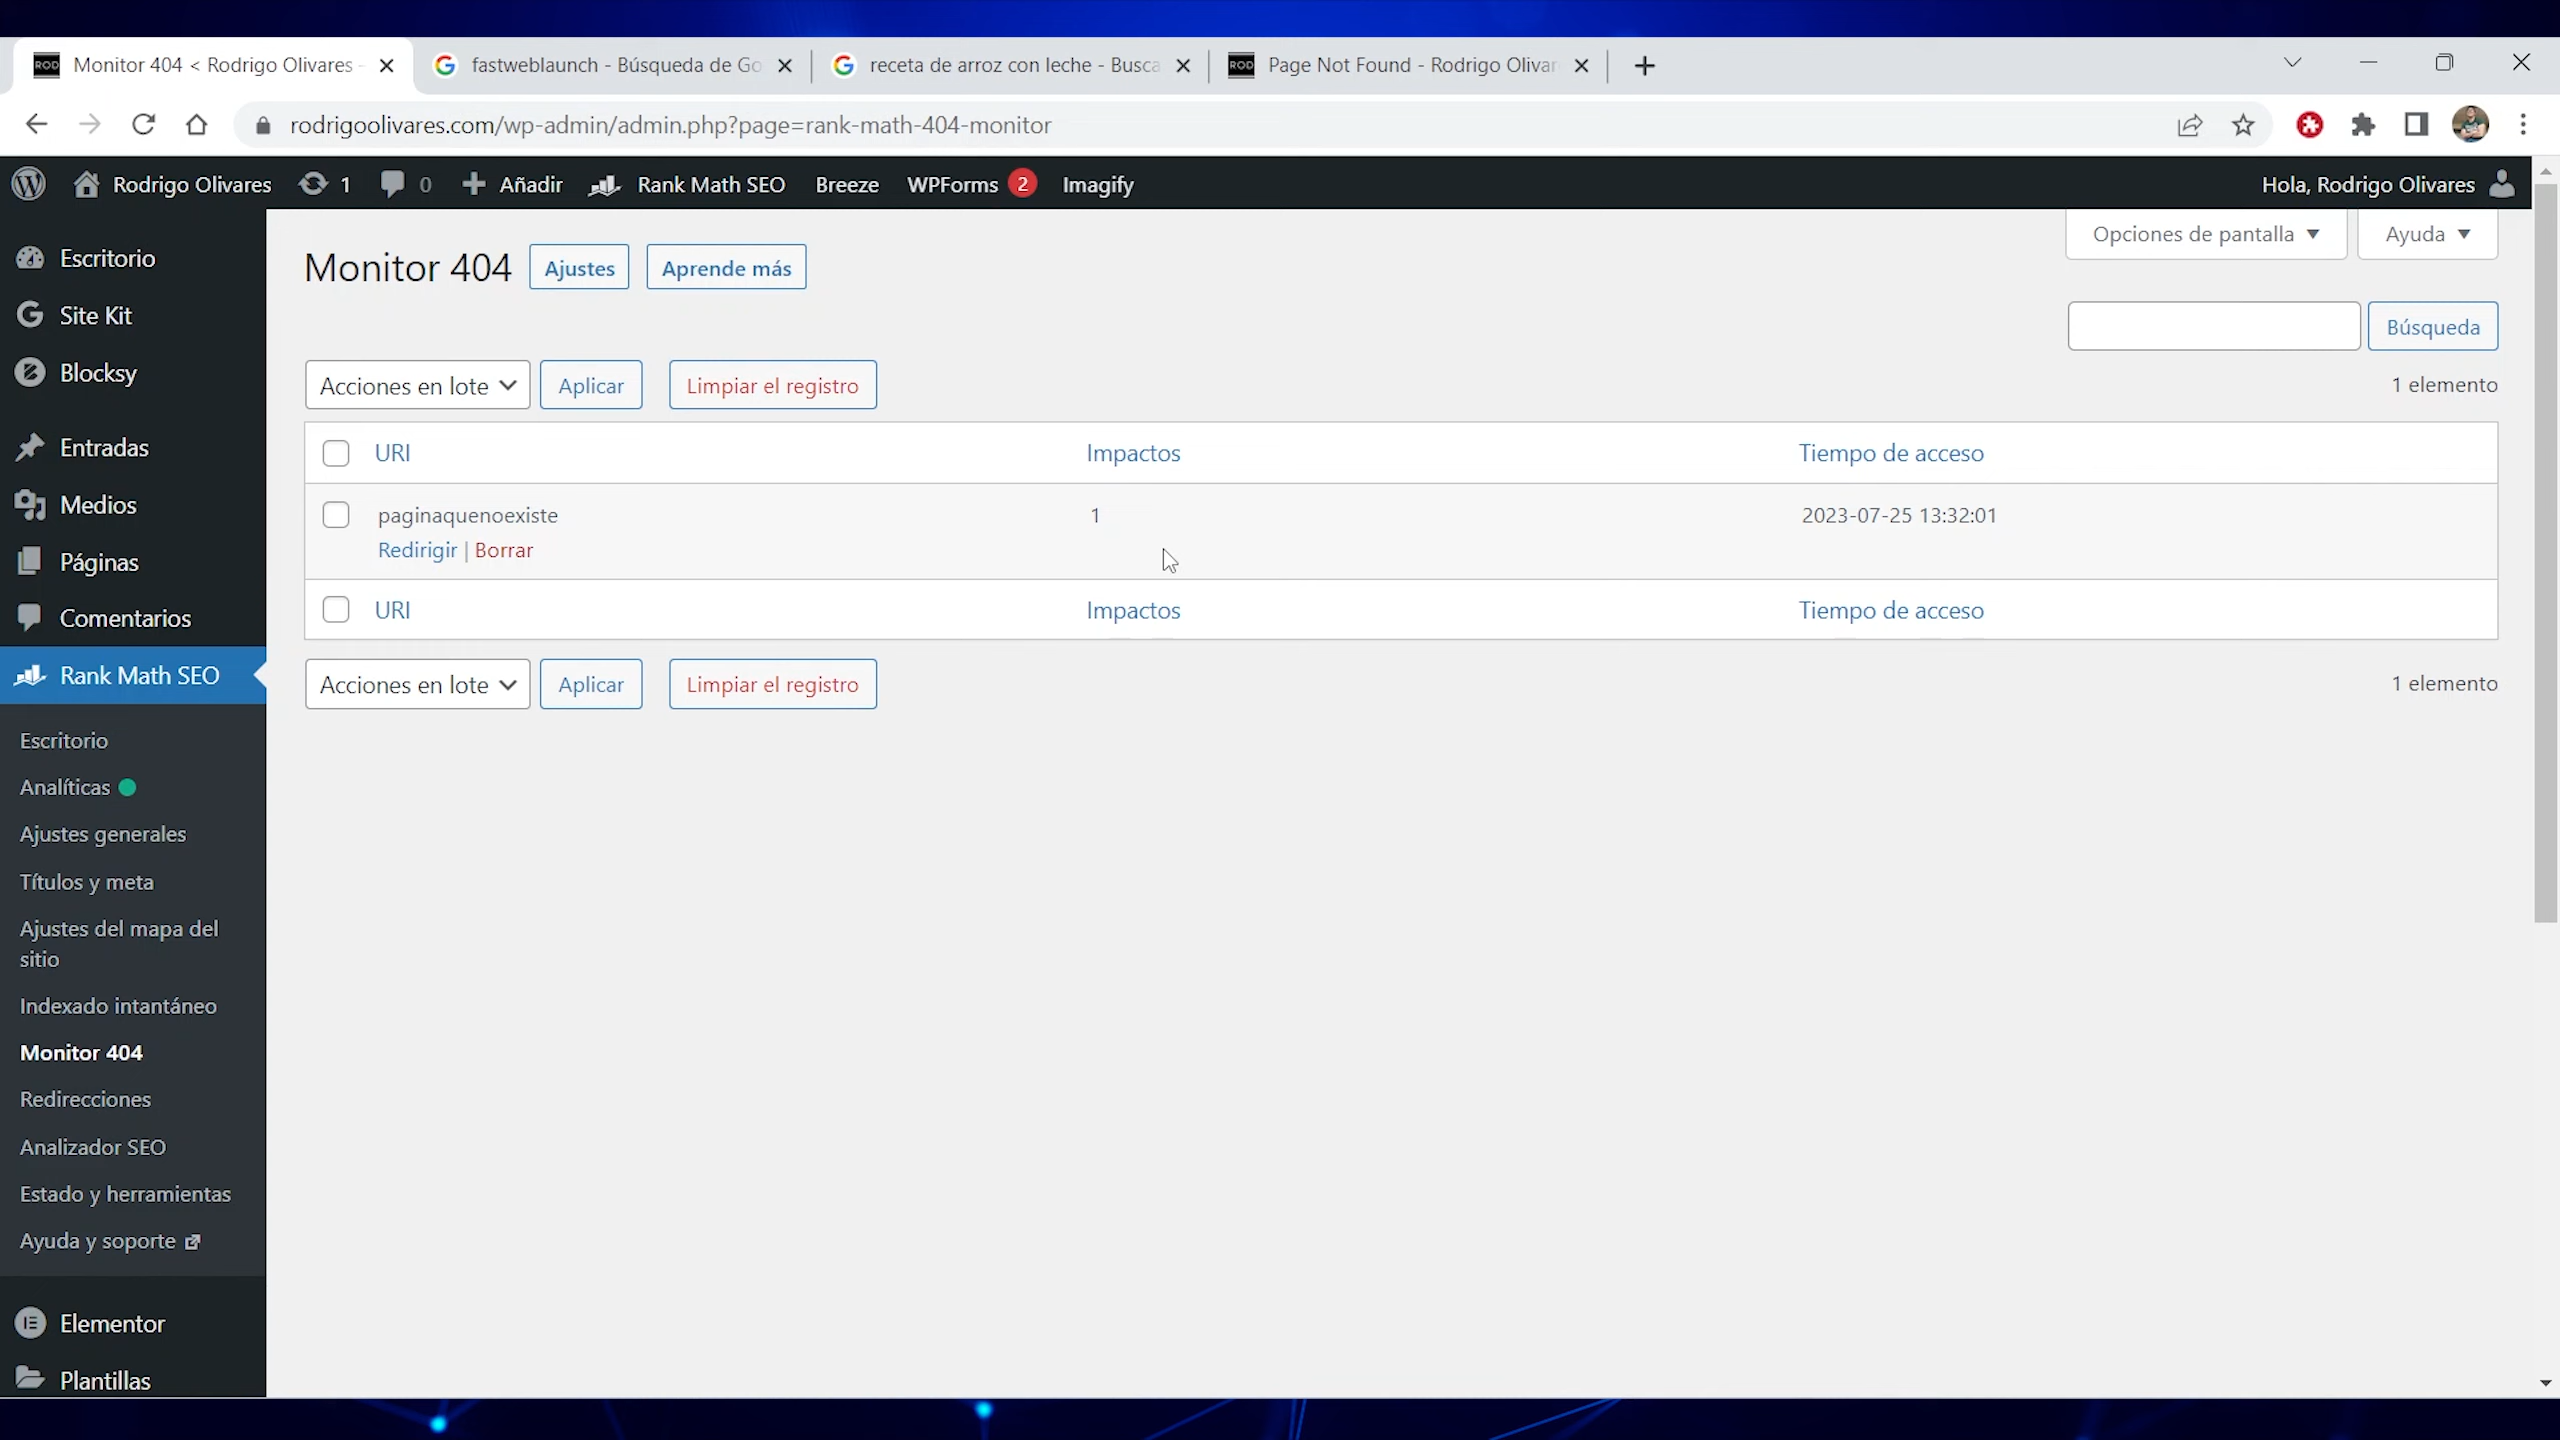 ROD Monitor 404 < Rodrigo Olivares -
fastweblaunch - Búsqueda de Go
receta de arroz con leche - Busca
ROD Page Not Found - Rodrigo Olivar
rodrigoolivares.com/wp-admin/admin.php?page=rank-math-404-monitor
Rodrigo Olivares 1 0 Añadir Rank Math SEO Breeze WPForms 2 Imagify Hola, Rodrigo Olivares
Escritorio
Site Kit
Blocksy
Entradas
Medios
Páginas
Comentarios
Rank Math SEO
Escritorio
Analíticas
Ajustes generales
Títulos y meta
Ajustes del mapa del
sitio
Indexado intantáneo
Monitor 404
Redirecciones
Analizador SEO
Estado y herramientas
Ayuda y soporte
Elementor
Plantillas
Opciones de pantalla Ayuda
Monitor 404 Ajustes Aprende más
Búsqueda
Acciones en lote Aplicar Limpiar el registro 1 elemento
URI Impactos Tiempo de acceso
paginaquenoexiste 1 2023-07-25 13:32:01
Redirigir | Borrar
URI Impactos Tiempo de acceso
Acciones en lote Aplicar Limpiar el registro 1 elemento